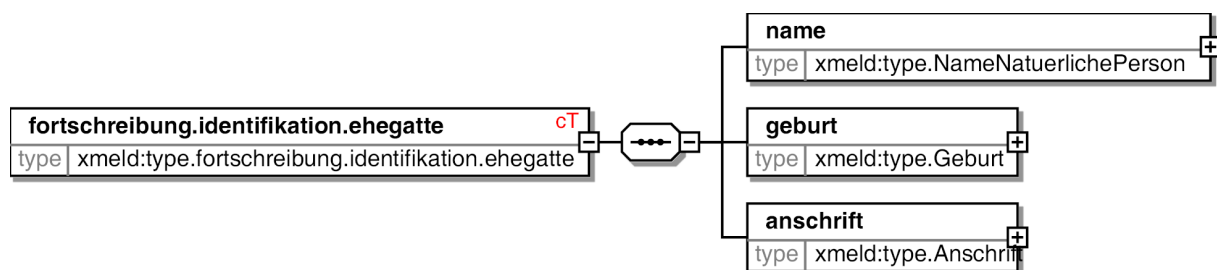 name
type xmeld:type.NameNatuerlichePerson
fortschreibung.identifikation.ehegatte cT
type xmeld:type.fortschreibung.identifikation.ehegatte
geburt
type xmeld:type.Geburt
anschrift
type xmeld:type.Anschrift